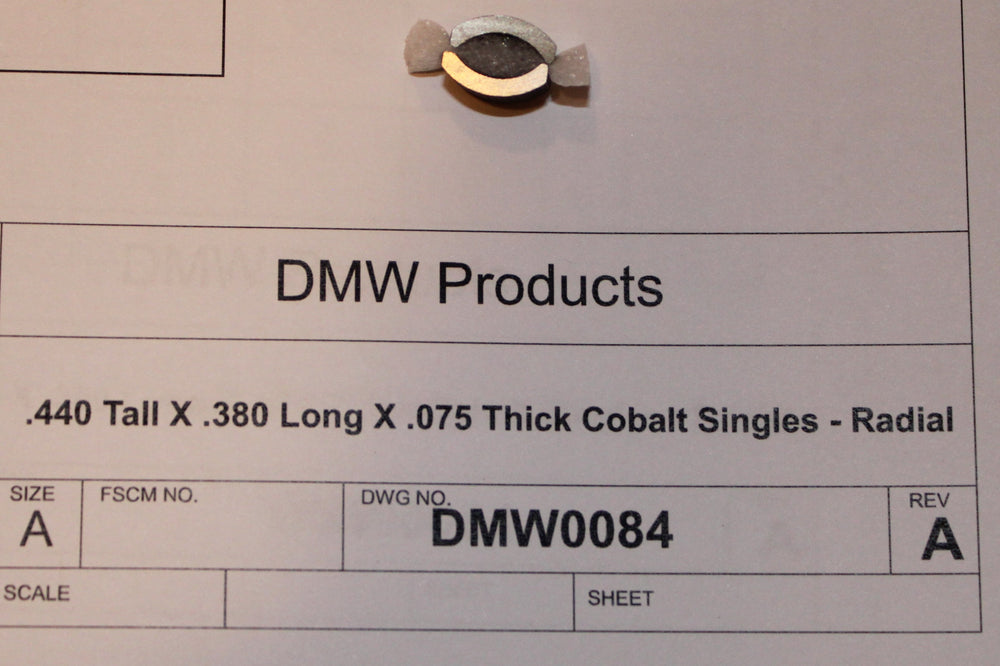 DMW Products
.440 Tall X .380 Long X .075 Thick Cobalt Singles - Radial
SIZE
A
FSCM NO.
DWG NO.
DMW0084
REV
A
SCALE
SHEET